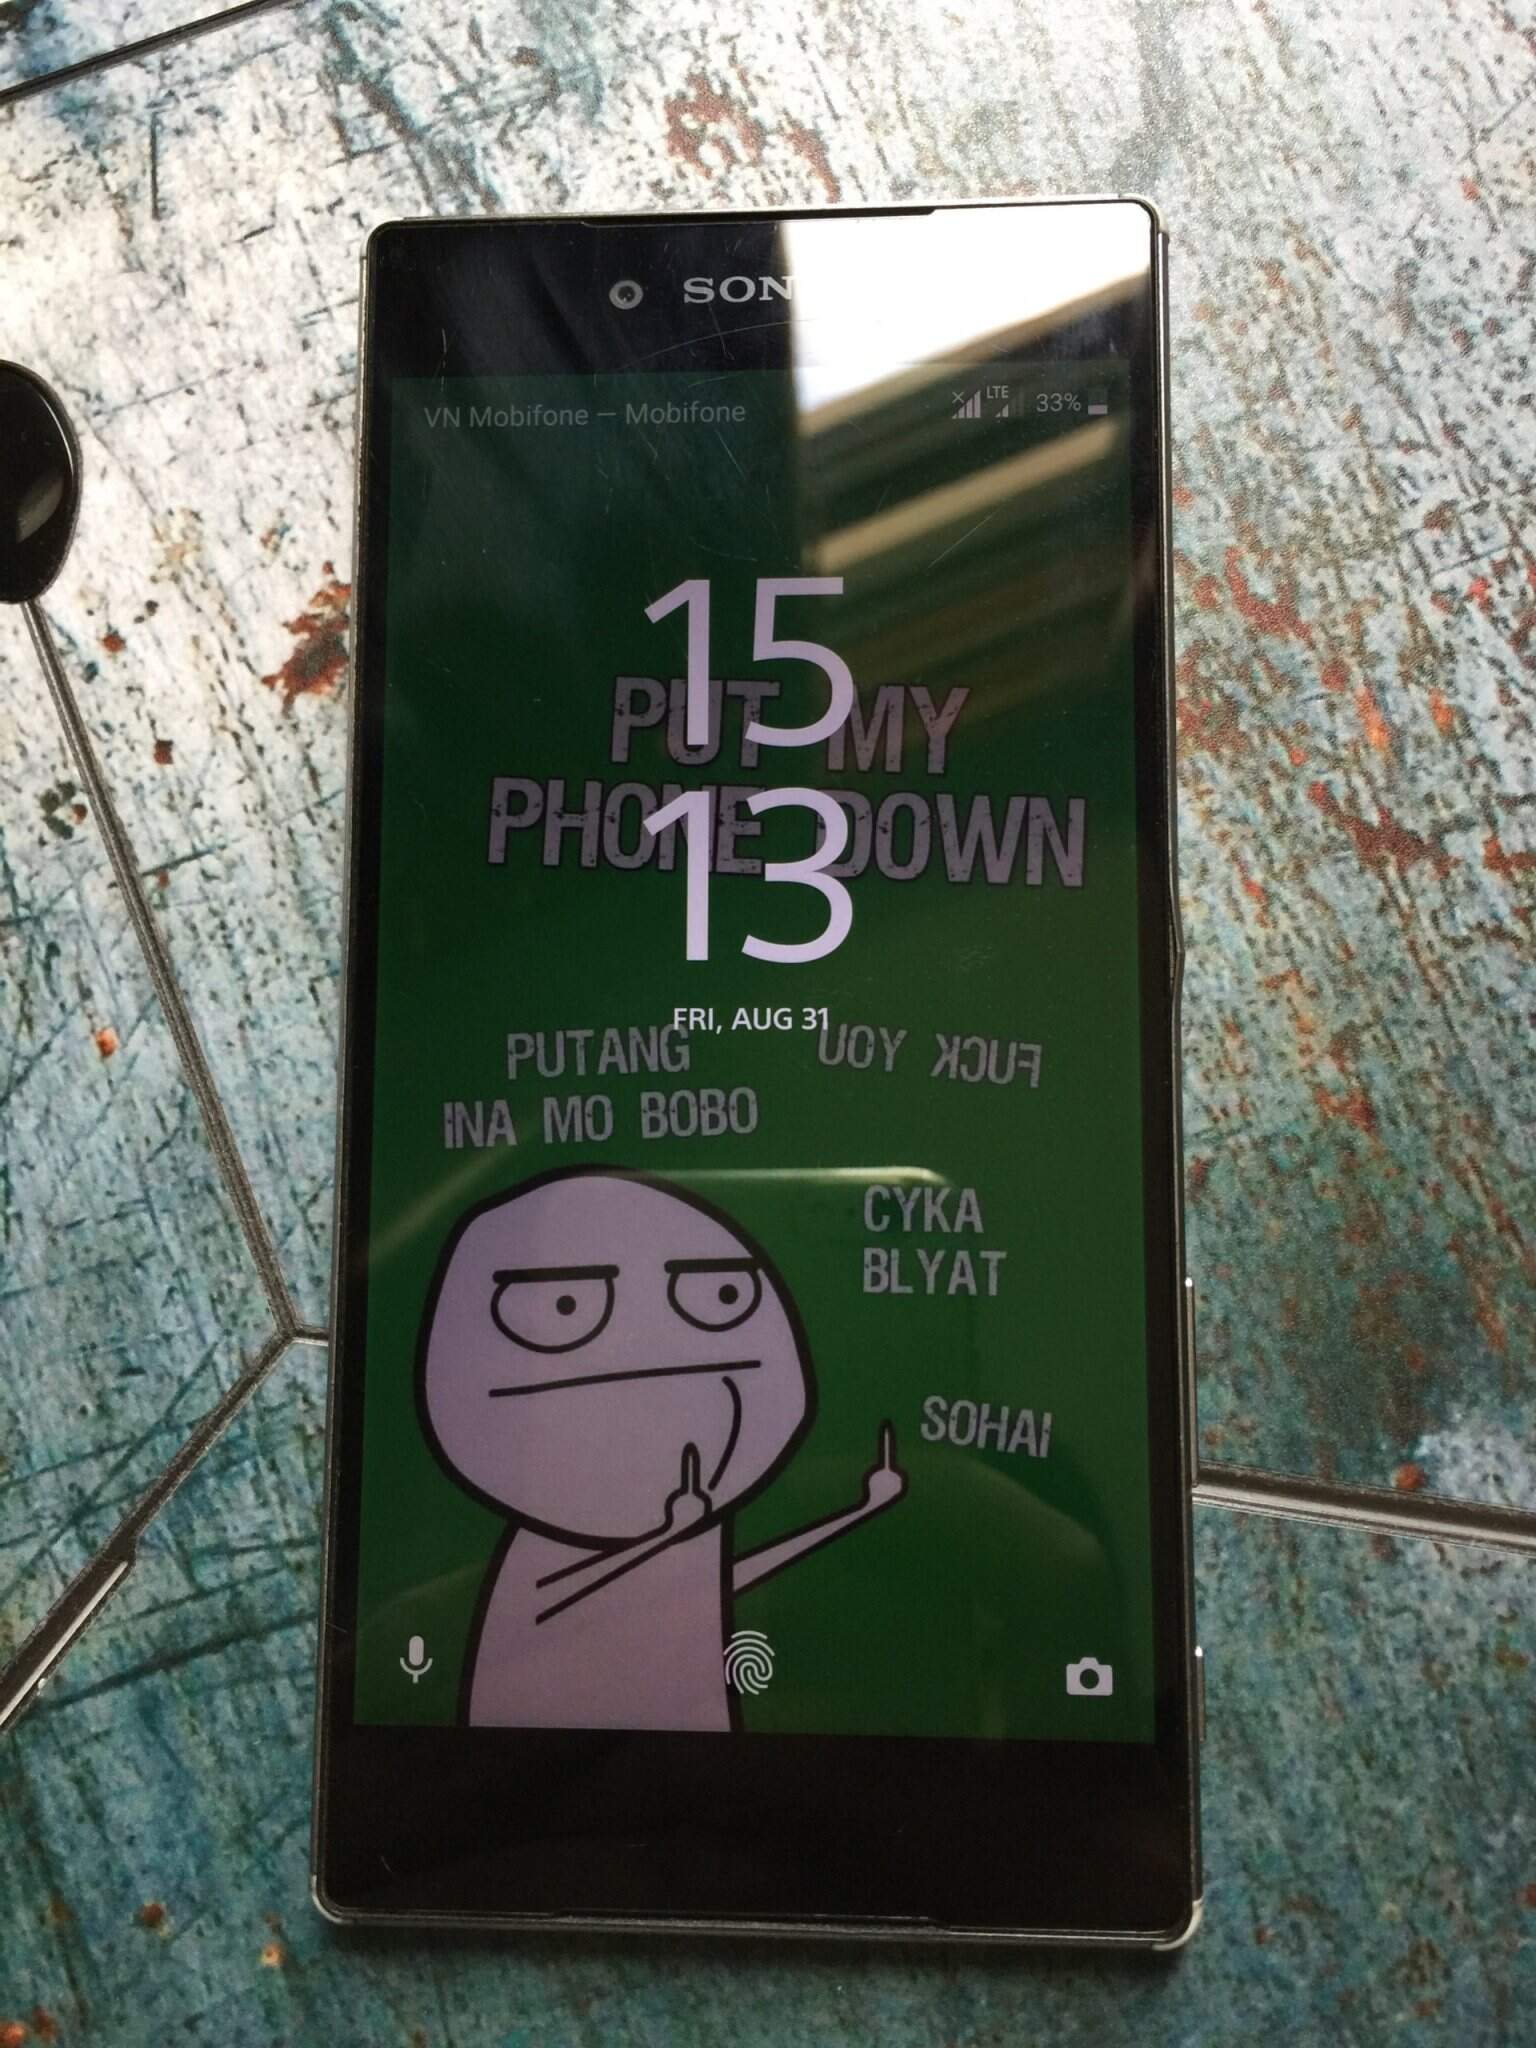 SON
VN Mobifone — Mobifone
LTE
33%
15
PUT MY
13
PHONE DOWN
FRI, AUG 31
PUTANG
INA MO BOBO
FUCK YOU
CYKA
BLYAT
SOHAI